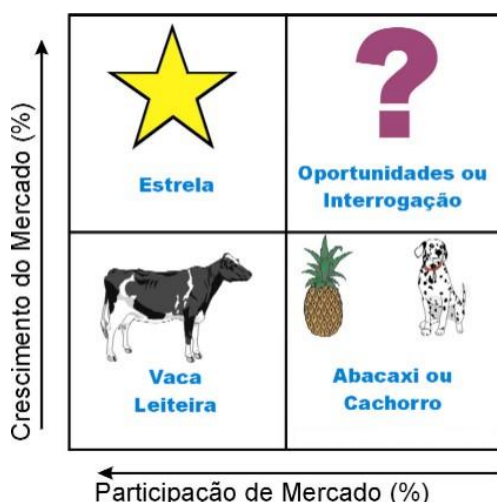 Crescimento do Mercado (%)
Estrela
Oportunidades ou
Interrogação
Vaca
Leiteira
Abacaxi ou
Cachorro
Participação de Mercado (%)